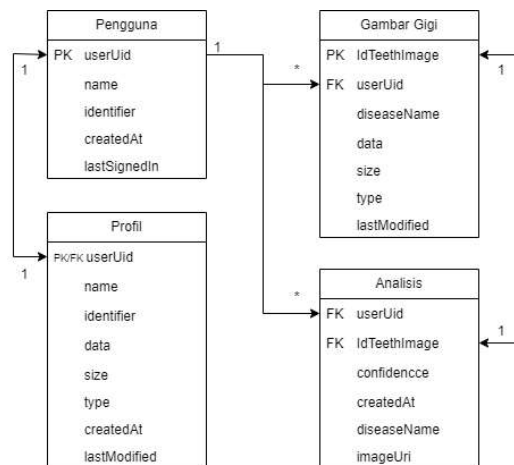 Pengguna
PK userUid
name
identifier
createdAt
lastSignedIn
1
1
Gambar Gigi
PK IdTeethImage
FK userUid
diseaseName
data
size
type
lastModified
*
1
Profil
PK/FK userUid
name
identifier
data
size
type
createdAt
lastModified
1
Analisis
FK userUid
FK IdTeethImage
confidencce
createdAt
diseaseName
imageUri
*
1